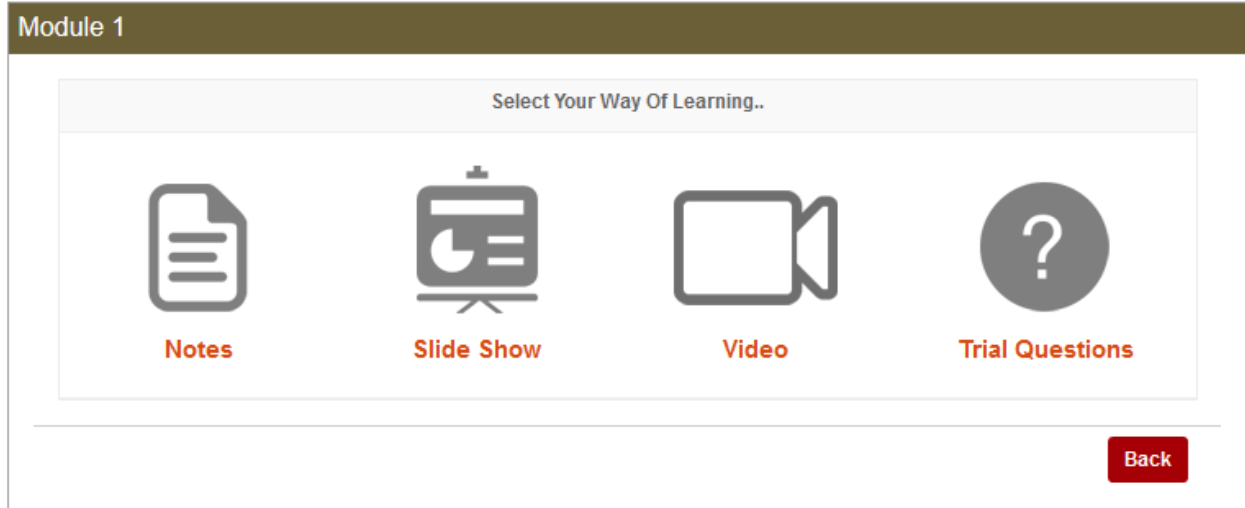 Module 1
Select Your Way Of Learning..
?
Notes
Slide Show
Video
Trial Questions
Back